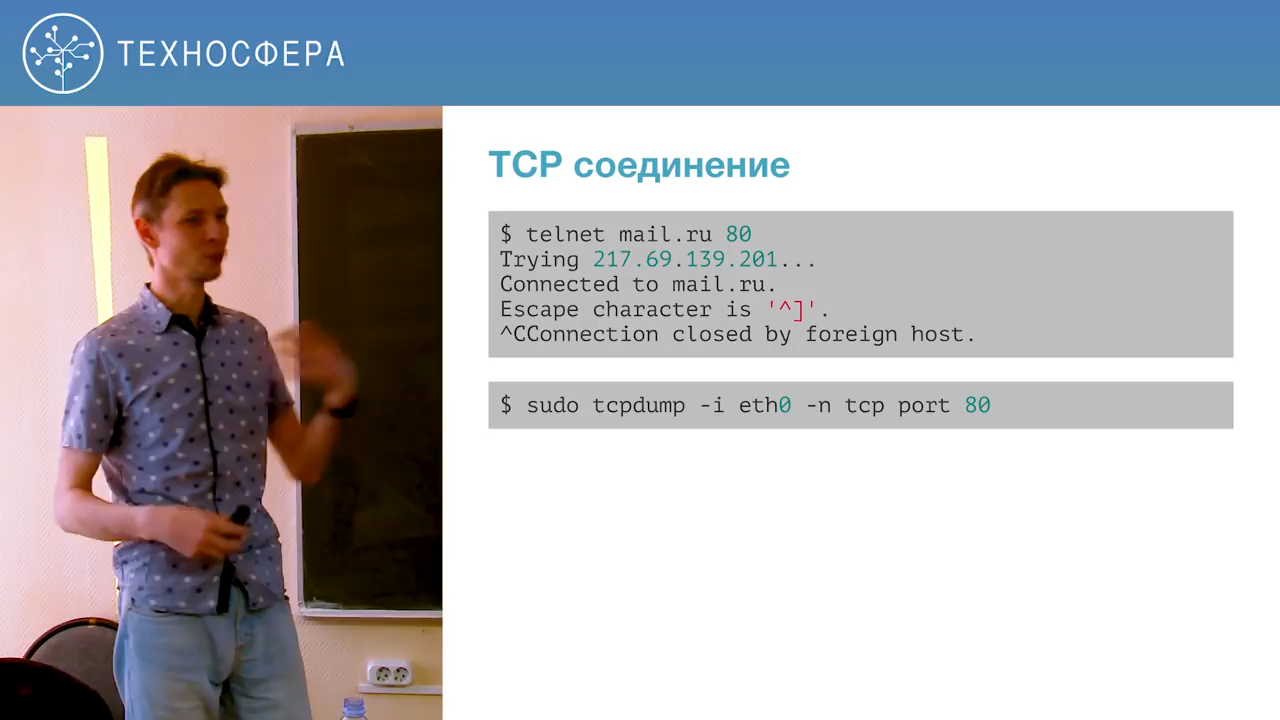 ТЕХНОСФЕРА
TCP соединение
$ telnet mail.ru 80
Trying 217.69.139.201...
Connected to mail.ru.
Escape character is '^]'.
^CConnection closed by foreign host.
$ sudo tcpdump -i eth0 -n tcp port 80